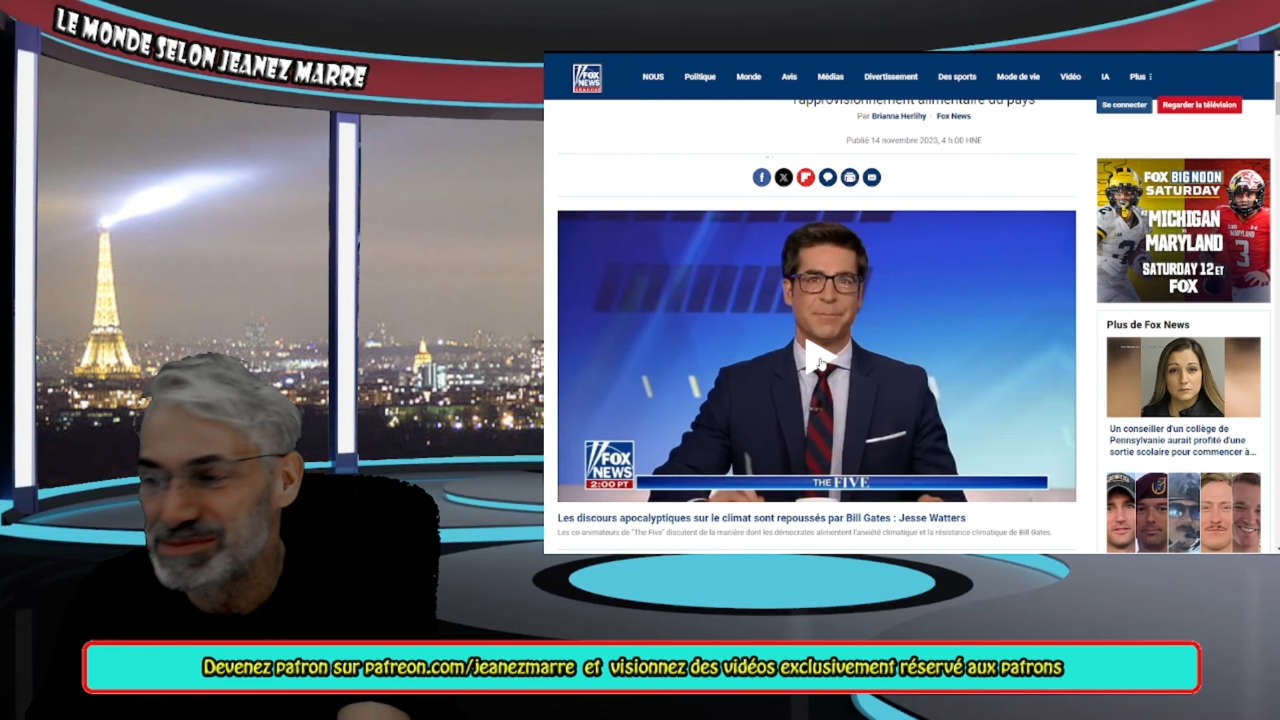 LE MONDE SELON JEANEZ MARRE
FOX
NEWS
NOUS Politique Monde Avis Médias Divertissement Des sports Mode de vie Vidéo IA Plus
l'approvisionnement alimentaire du pays
Se connecter Regarder la télévision
Par Brianna Herlihy · Fox News
Publié 14 novembre 2023, 4 h 00 HNE
FOX BIG NOON
SATURDAY
MICHIGAN
MARYLAND
SATURDAY 12 ET
FOX
Plus de Fox News
Un conseiller d'un collège de
Pennsylvanie aurait profité d'une
sortie scolaire pour commencer à...
FOX
NEWS
2:00 PT
THE FIVE
Les discours apocalyptiques sur le climat sont repoussés par Bill Gates : Jesse Watters
Les co-animateurs de "The Five" discutent de la manière dont les démocrates alimentent l'anxiété climatique et la résistance climatique de Bill Gates.
Devenez patron sur patreon.com/jeanezmarre et visionnez des vidéos exclusivement réservé aux patrons